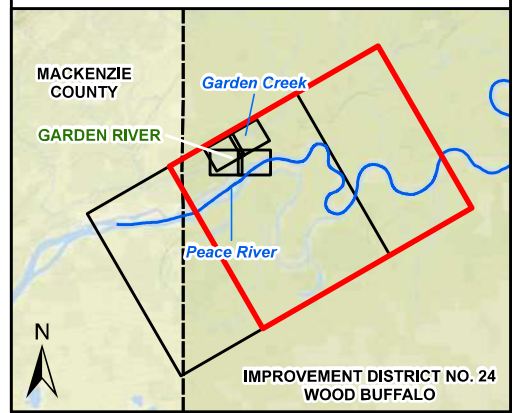 MACKENZIE
COUNTY
Garden Creek
GARDEN RIVER
Peace River
N
IMPROVEMENT DISTRICT NO. 24
WOOD BUFFALO